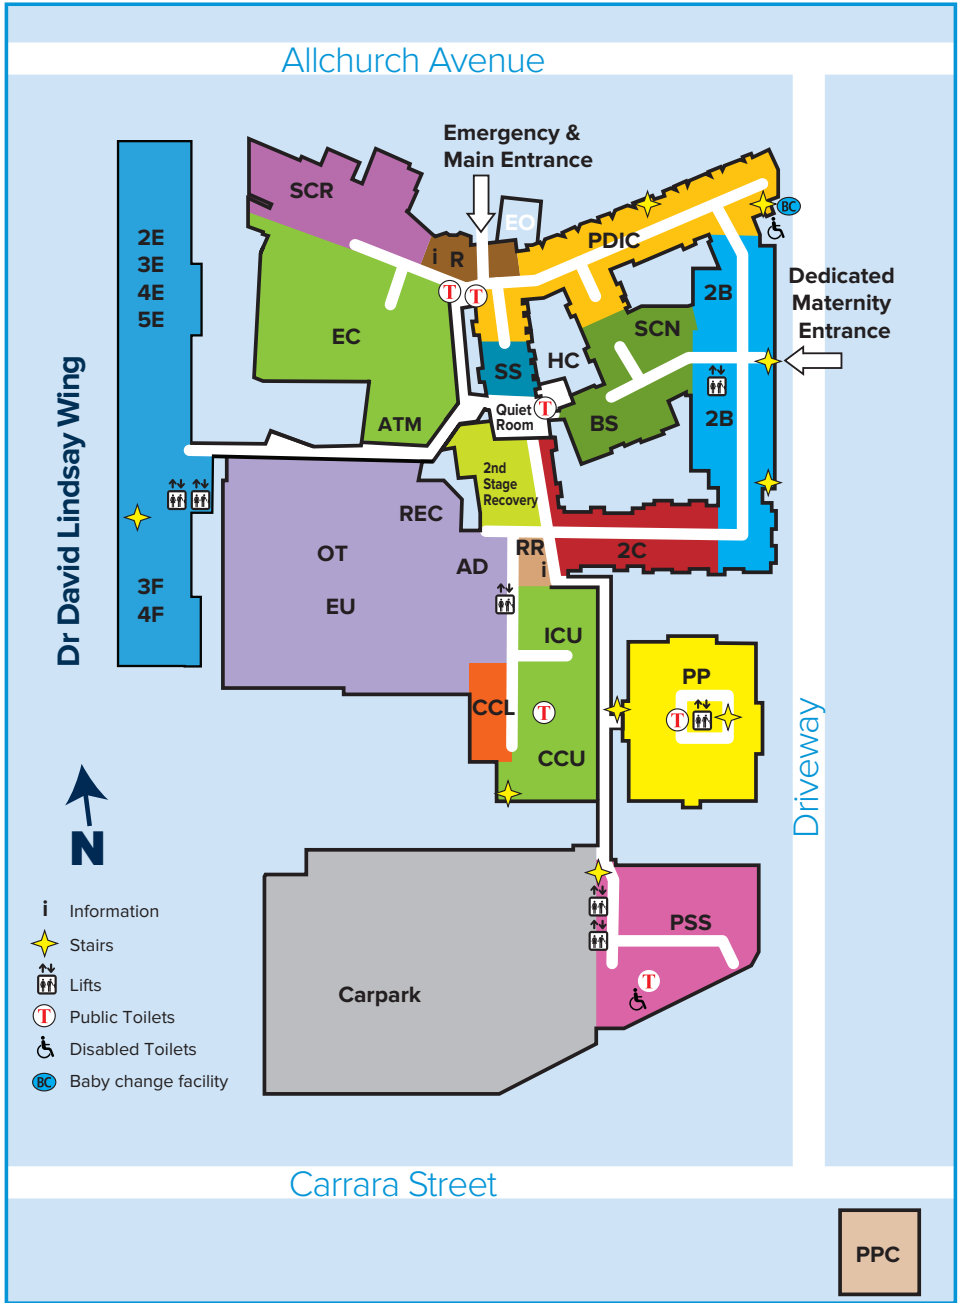 Allchurch Avenue
Emergency &
Main Entrance
SCR
EO
BC
i R
T T
PDIC
2E
3E
4E
5E
2B
Dedicated
Maternity
Entrance
SCN
EC
HC
SS
Quiet
Room
T
2B
ATM
BS
Dr David Lindsay Wing
2nd
Stage
Recovery
REC
OT
AD
RR
i
2C
3F
4F
EU
ICU
PP
CCL
T
T
CCU
Driveway
N
PSS
T
Carpark
i Information
Stairs
Lifts
T Public Toilets
Disabled Toilets
BC Baby change facility
Carrara Street
PPC